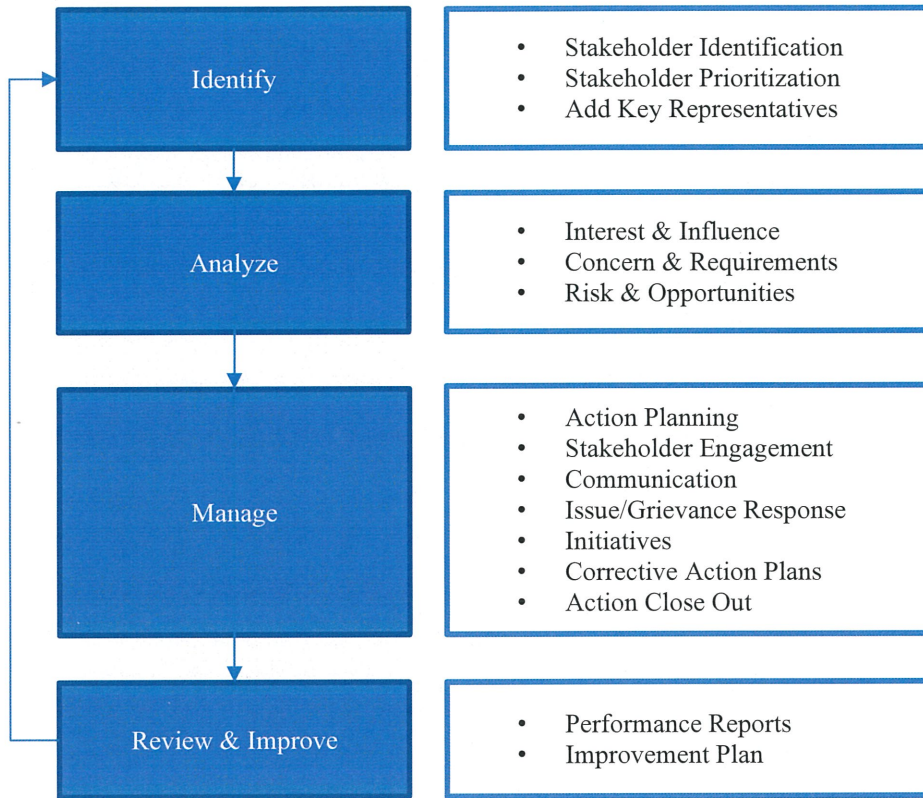 Identify
• Stakeholder Identification
• Stakeholder Prioritization
• Add Key Representatives
Analyze
• Interest & Influence
• Concern & Requirements
• Risk & Opportunities
Manage
• Action Planning
• Stakeholder Engagement
• Communication
• Issue/Grievance Response
• Initiatives
• Corrective Action Plans
• Action Close Out
Review & Improve
• Performance Reports
• Improvement Plan